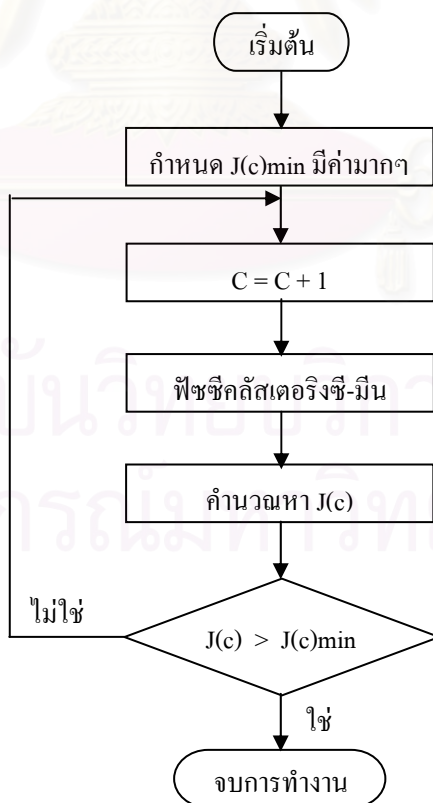 เริ่มต้น
กำหนด J(c)min มีค่ามากๆ
C = C + 1
ฟัซซีคลัสเตอริงซี-มีน
คำนวณหา J(c)
J(c) > J(c)min
ไม่ใช่
ใช่
จบการทำงาน